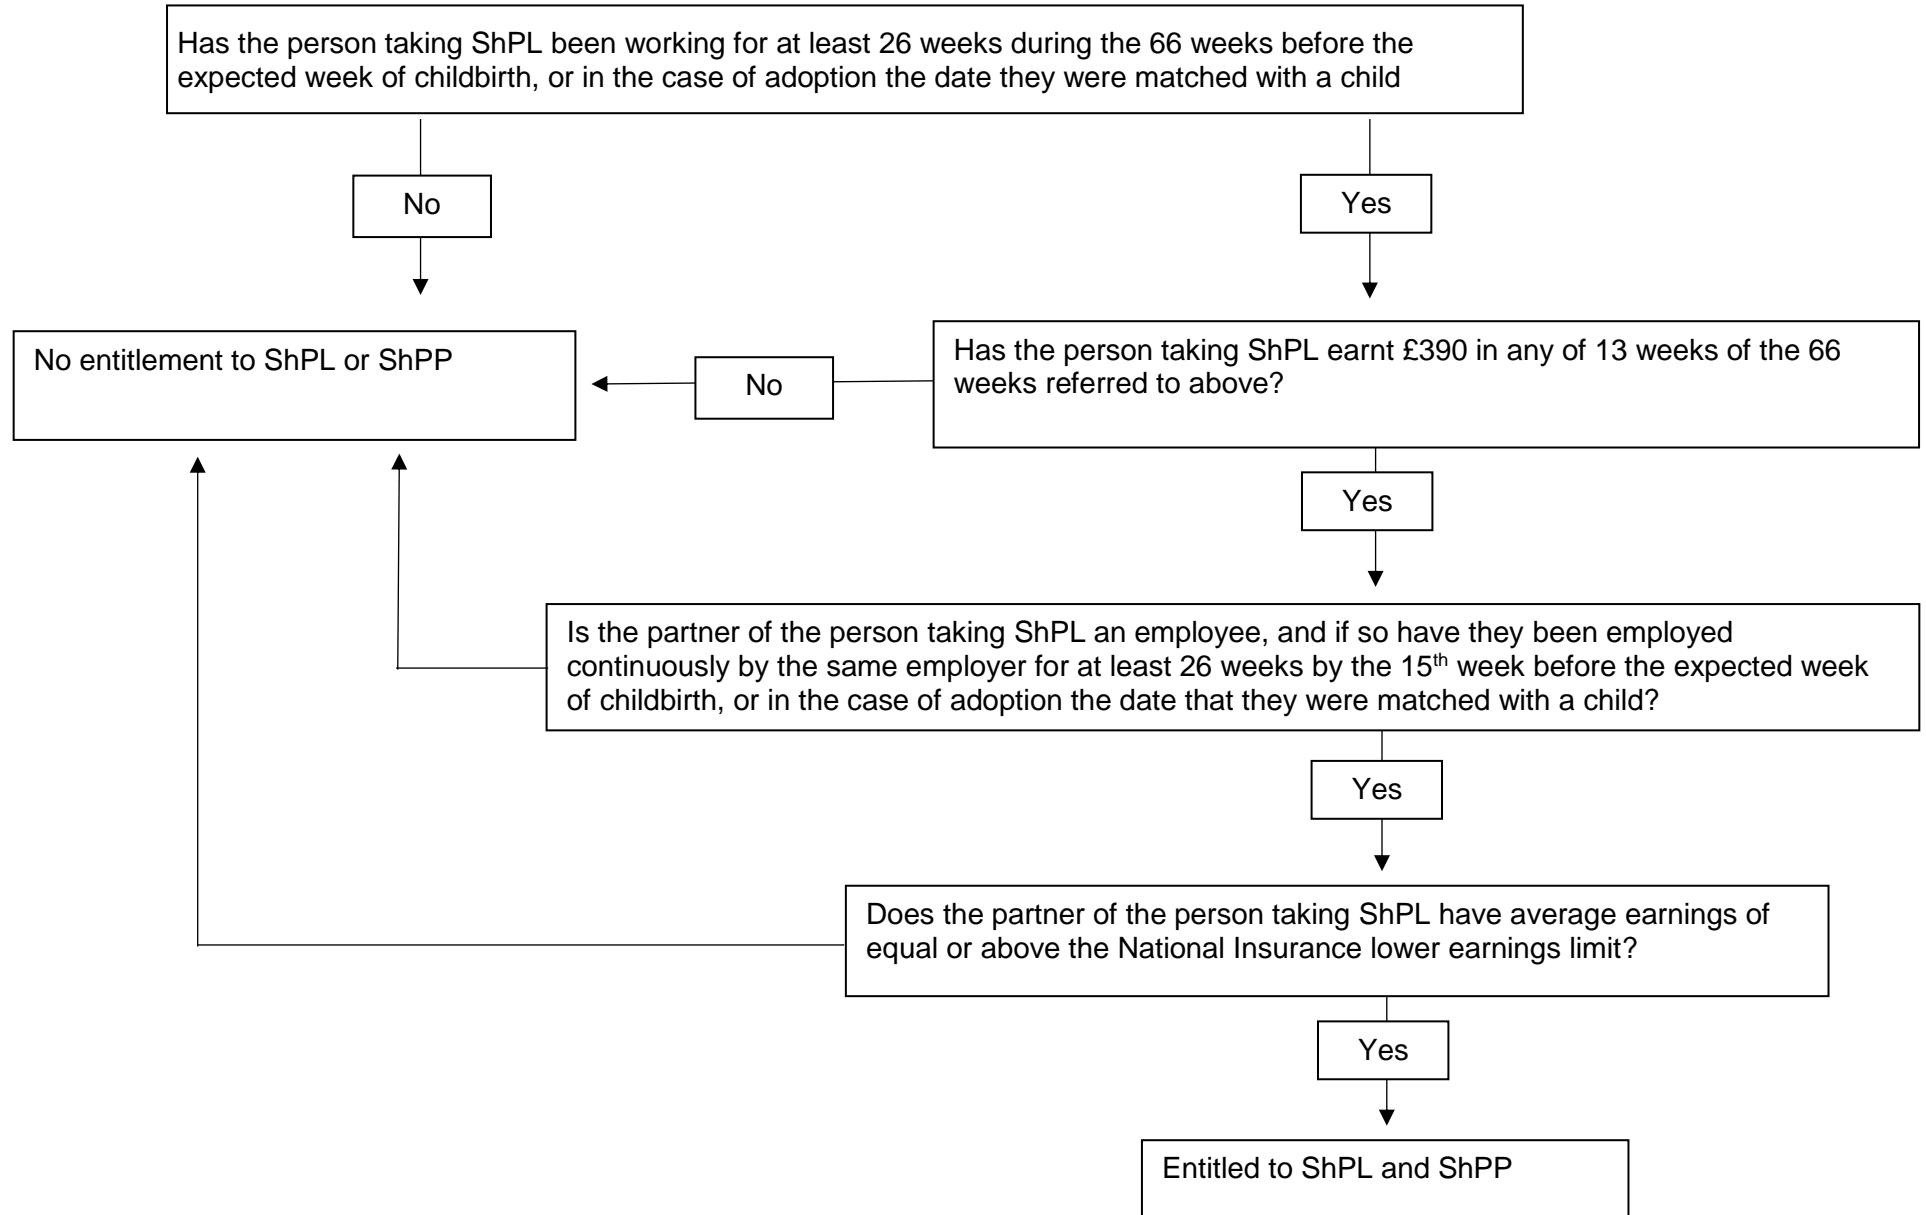 Has the person taking ShPL been working for at least 26 weeks during the 66 weeks before the
expected week of childbirth, or in the case of adoption the date they were matched with a child
No
Yes
No entitlement to ShPL or ShPP
No
Has the person taking ShPL earnt £390 in any of 13 weeks of the 66
weeks referred to above?
Yes
Is the partner of the person taking ShPL an employee, and if so have they been employed
continuously by the same employer for at least 26 weeks by the 15th week before the expected week
of childbirth, or in the case of adoption the date that they were matched with a child?
Yes
Does the partner of the person taking ShPL have average earnings of
equal or above the National Insurance lower earnings limit?
Yes
Entitled to ShPL and ShPP